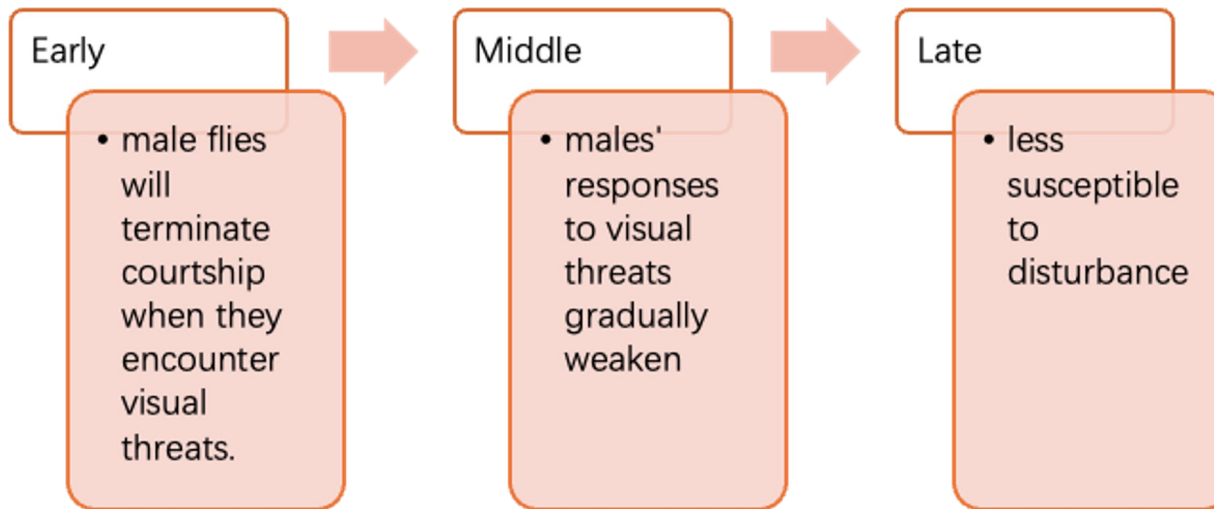 Early
• male flies
will
terminate
courtship
when they
encounter
visual
threats.
Middle
• males'
responses
to visual
threats
gradually
weaken
Late
• less
susceptible
to
disturbance